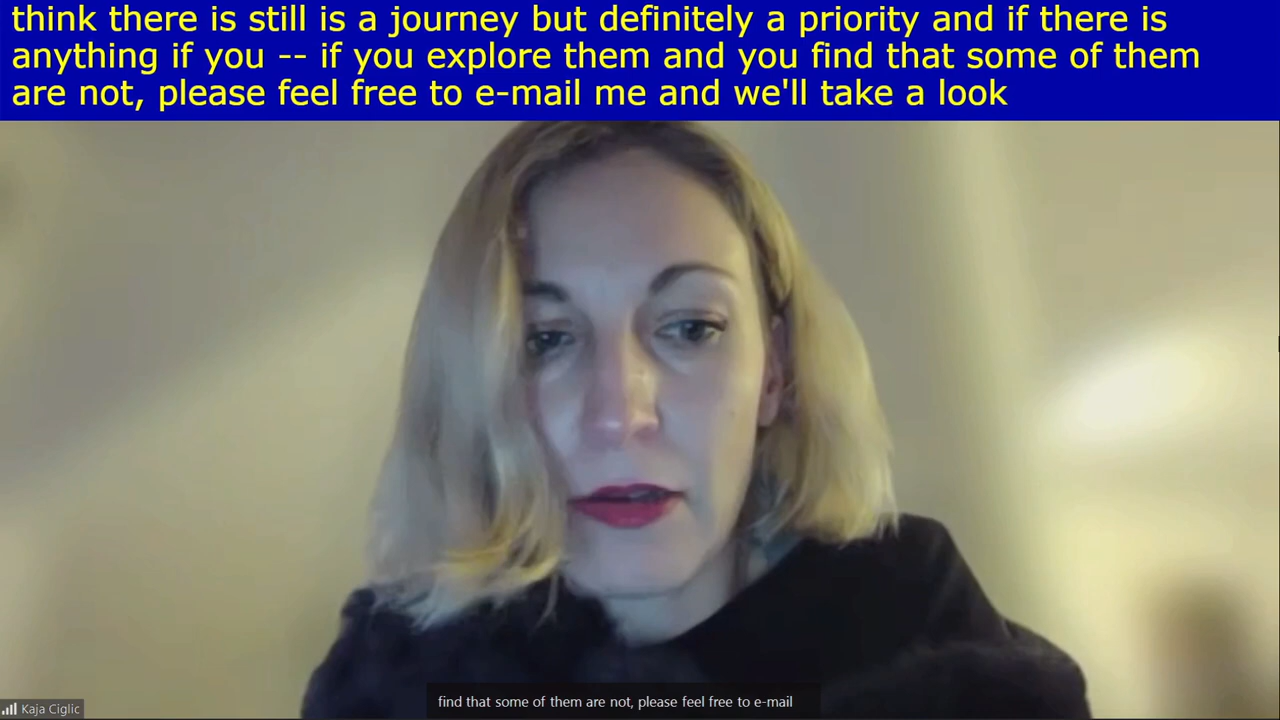 think there is still is a journey but definitely a priority and if there is
anything if you -- if you explore them and you find that some of them
are not, please feel free to e-mail me and we'll take a look
find that some of them are not, please feel free to e-mail
Kaja Ciglic